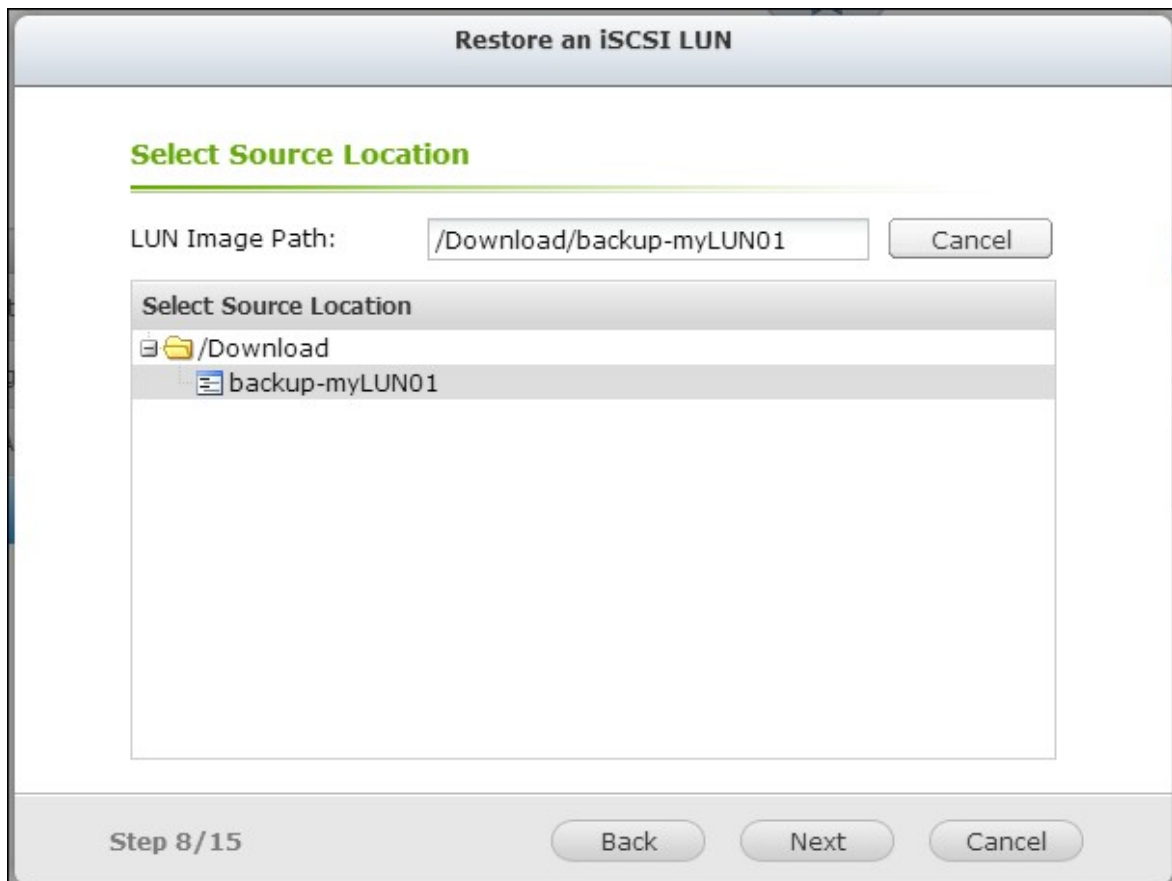 Restore an iSCSI LUN
Select Source Location
LUN Image Path: /Download/backup-myLUN01 Cancel
Select Source Location
/Download
backup-myLUN01
Step 8/15 Back Next Cancel